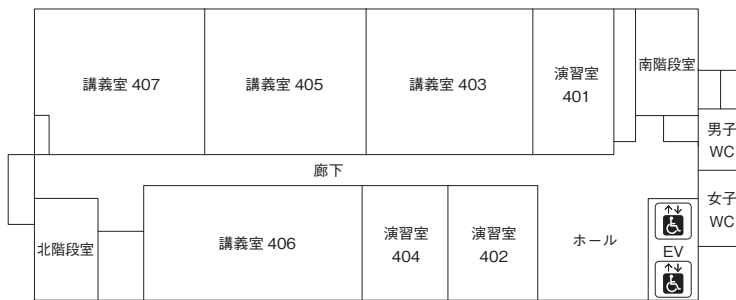 講義室 407
講義室 405
講義室 403
演習室
401
南階段室
男子
WC
廊下
女子
WC
北階段室
講義室 406
演習室
404
演習室
402
ホール
EV